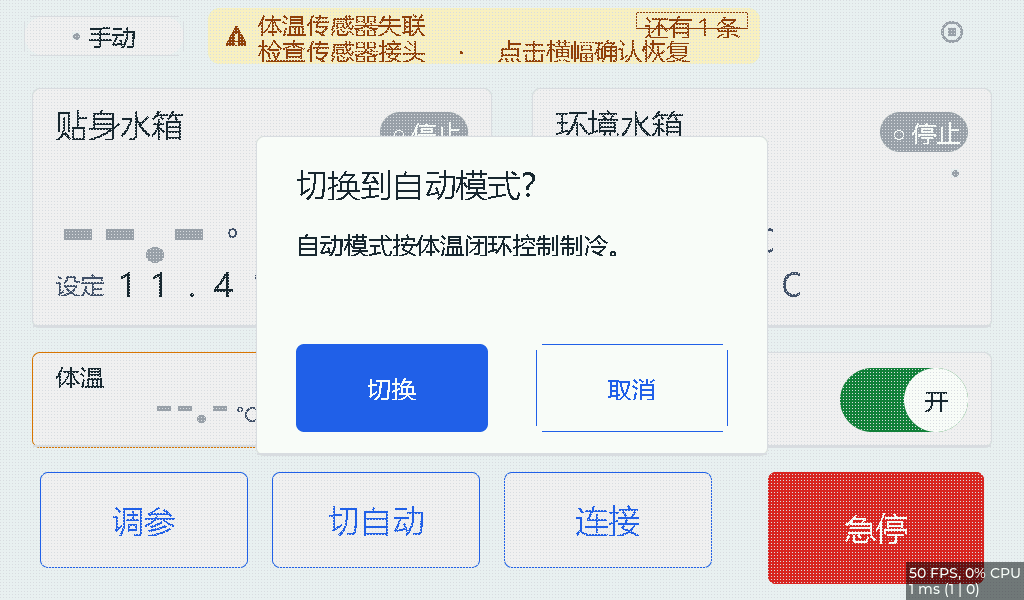 手动
体温传感器失联
还有 1 条
检查传感器接头 · 点击横幅确认恢复
贴身水箱
停止
环境水箱
停止
切换到自动模式?
自动模式按体温闭环控制制冷。
--.- °
C
设定 11.4 °
C
切换
取消
体温
--.- °C
开
调参
切自动
连接
急停
50 FPS, 0% CPU
1 ms (1 | 0)